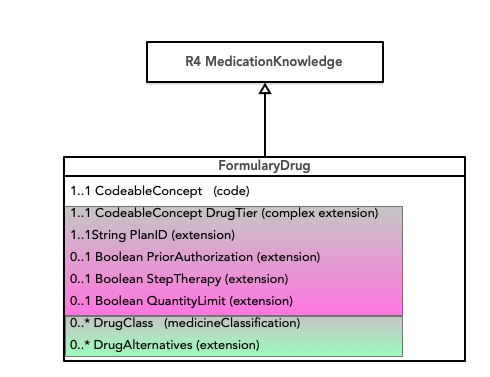 R4 MedicationKnowledge
FormularyDrug
1..1 CodeableConcept (code)
1..1 CodeableConcept DrugTier (complex extension)
1..1String PlanID (extension)
0..1 Boolean PriorAuthorization (extension)
0..1 Boolean StepTherapy (extension)
0..1 Boolean QuantityLimit (extension)
0..* DrugClass (medicineClassification)
0..* DrugAlternatives (extension)